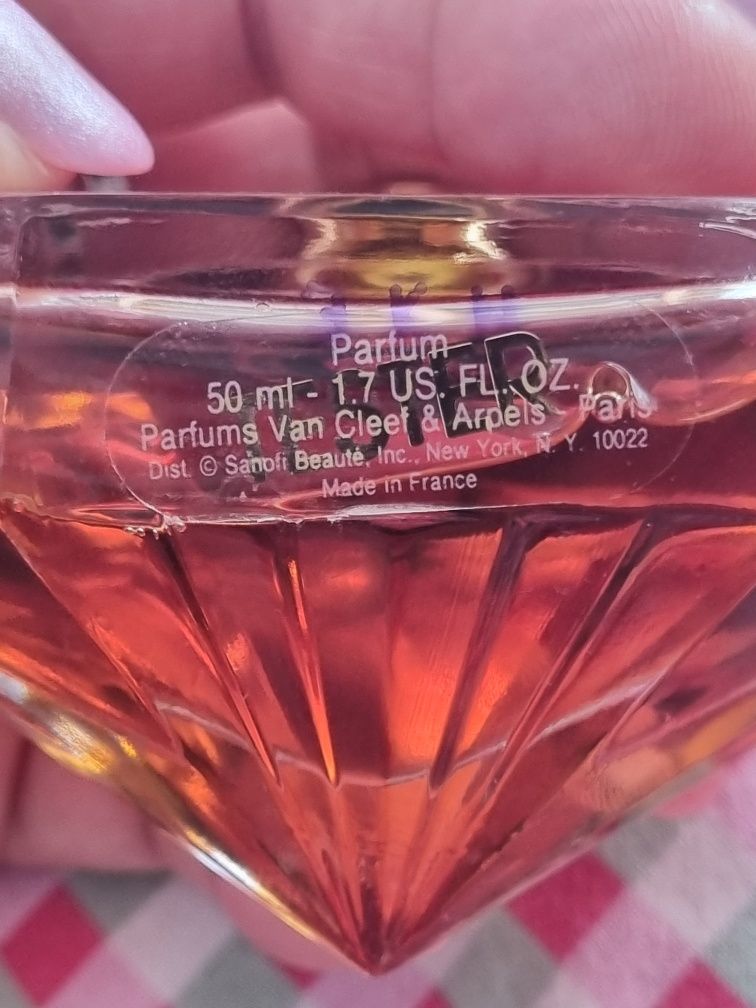 Parfum
50 ml - 1.7 US. FL. OZ.
Parfums Van Cleef & Arpels - Paris
Dist. © Sanofi Beauté, Inc., New York, N. Y. 10022
Made in France
TESTER